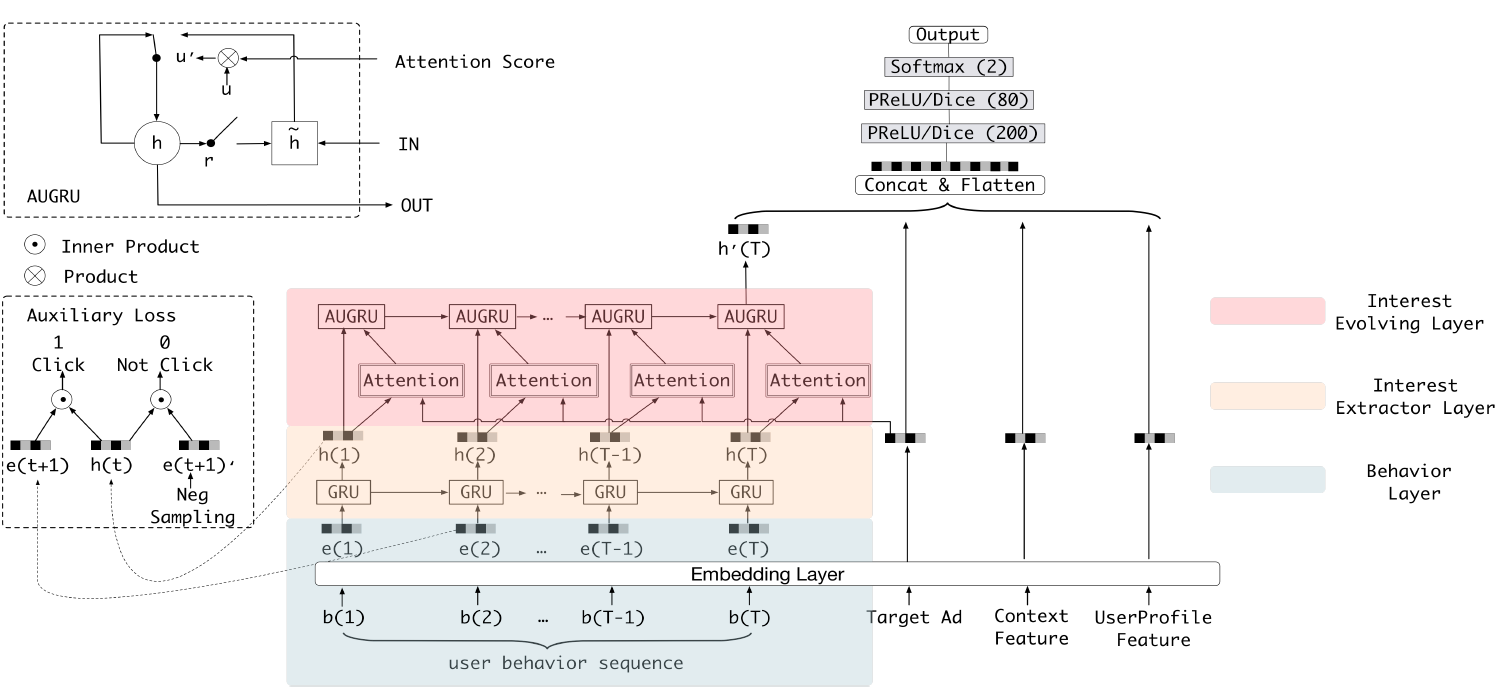 Output
Softmax (2)
PReLU/Dice (80)
PReLU/Dice (200)
Concat & Flatten
u′
u
Attention Score
h
r
h̃
IN
AUGRU
OUT
Inner Product
Product
h′(T)
Auxiliary Loss
1
0
Click
Not Click
e(t+1)
h(t)
e(t+1)′
Neg
Sampling
AUGRU
AUGRU
...
AUGRU
AUGRU
Attention
Attention
Attention
Attention
h(1)
h(2)
h(T-1)
h(T)
GRU
GRU
...
GRU
GRU
e(1)
e(2)
...
e(T-1)
e(T)
Embedding Layer
b(1)
b(2)
...
b(T-1)
b(T)
Target Ad
Context
Feature
UserProfile
Feature
user behavior sequence
Interest
Evolving Layer
Interest
Extractor Layer
Behavior
Layer